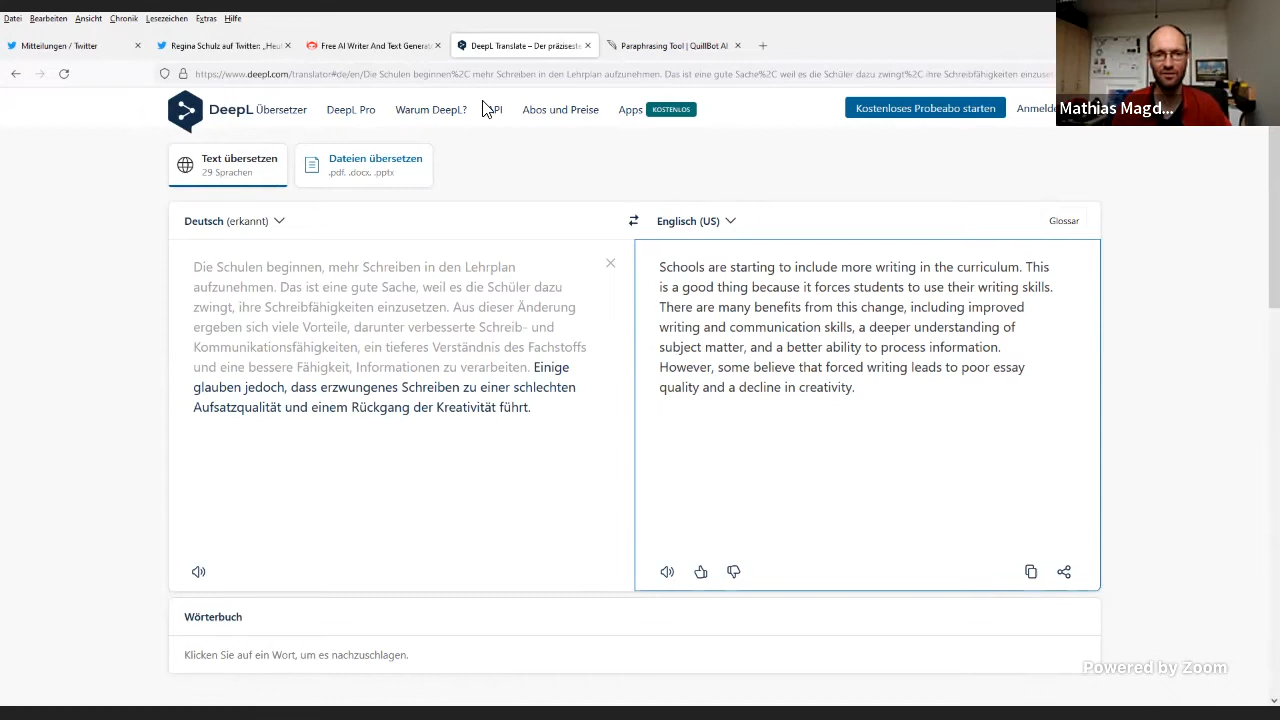 Datei Bearbeiten Ansicht Chronik Lesezeichen Extras Hilfe
Mitteilungen / Twitter
Regina Schulz auf Twitter: „Heu
Free AI Writer And Text Generat
DeepL Translate – Der präzisest
Paraphrasing Tool | QuillBot AI
https://www.deepl.com/translator#de/en/Die Schulen beginnen%2C mehr Schreiben in den Lehrplan aufzunehmen. Das ist eine gute Sache%2C weil es die Schüler dazu zwingt%2C ihre Schreibfähigkeiten einzuset
Mathias Magd...
DeepL Übersetzer DeepL Pro Warum DeepL? API Abos und Preise Apps KOSTENLOS Kostenloses Probeabo starten Anmelde
Text übersetzen
29 Sprachen
Dateien übersetzen
.pdf, .docx, .pptx
Deutsch (erkannt)
Englisch (US)
Glossar
Die Schulen beginnen, mehr Schreiben in den Lehrplan
aufzunehmen. Das ist eine gute Sache, weil es die Schüler dazu
zwingt, ihre Schreibfähigkeiten einzusetzen. Aus dieser Änderung
ergeben sich viele Vorteile, darunter verbesserte Schreib- und
Kommunikationsfähigkeiten, ein tieferes Verständnis des Fachstoffs
und eine bessere Fähigkeit, Informationen zu verarbeiten. Einige
glauben jedoch, dass erzwungenes Schreiben zu einer schlechten
Aufsatzqualität und einem Rückgang der Kreativität führt.
Schools are starting to include more writing in the curriculum. This
is a good thing because it forces students to use their writing skills.
There are many benefits from this change, including improved
writing and communication skills, a deeper understanding of
subject matter, and a better ability to process information.
However, some believe that forced writing leads to poor essay
quality and a decline in creativity.
Wörterbuch
Klicken Sie auf ein Wort, um es nachzuschlagen.
Powered by Zoom